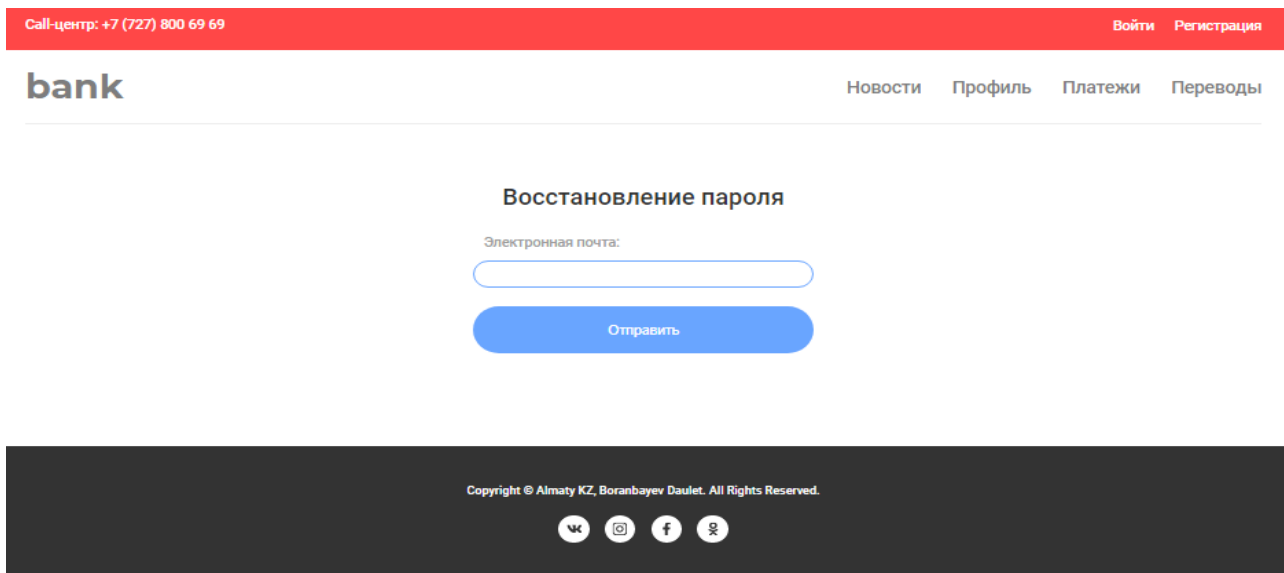 Call-центр: +7 (727) 800 69 69 Войти Регистрация
bank Новости Профиль Платежи Переводы
Восстановление пароля
Электронная почта:
Отправить
Copyright © Almaty KZ, Boranbayev Daulet. All Rights Reserved.